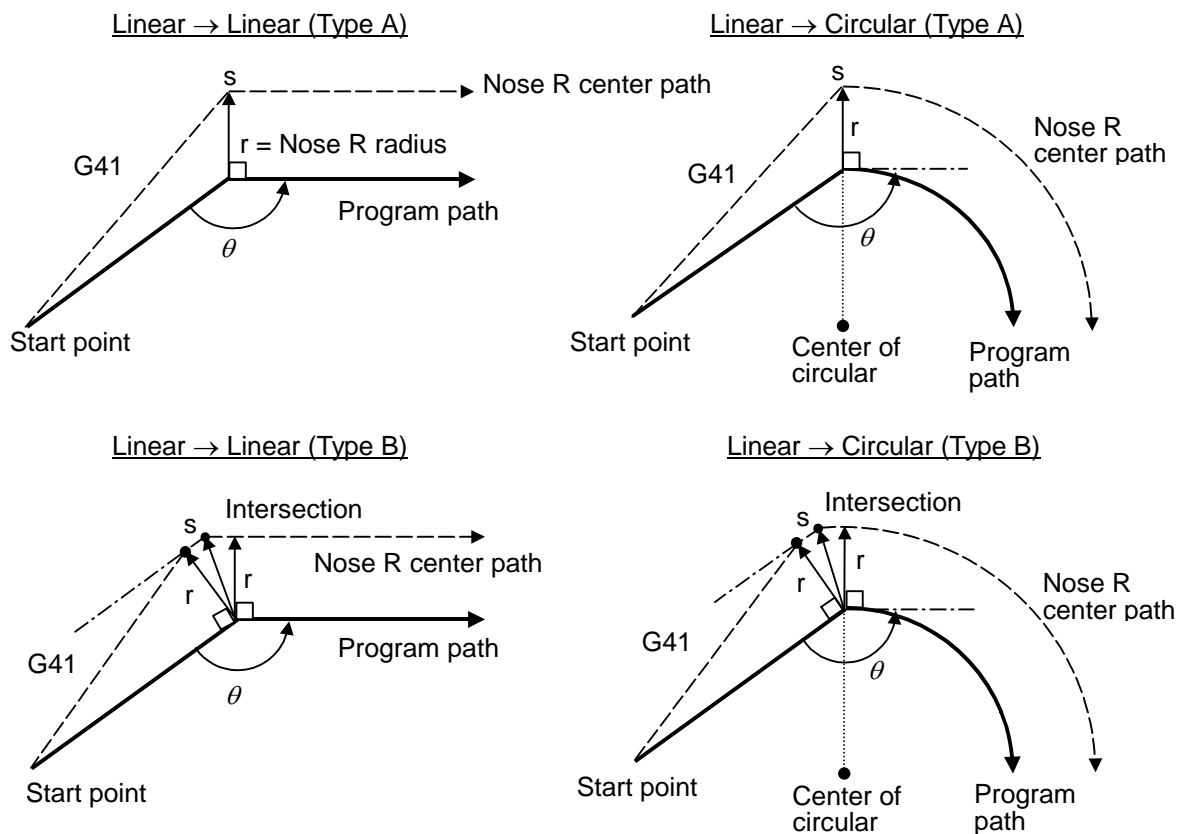 Linear → Linear (Type A)
s
Nose R center path
r = Nose R radius
G41
Program path
θ
Start point
Linear → Circular (Type A)
s
r
Nose R
center path
G41
θ
Start point
Center of
circular
Program
path
Linear → Linear (Type B)
Intersection
s
Nose R center path
r
r
G41
Program path
θ
Start point
Linear → Circular (Type B)
Intersection
s
r
r
Nose R
center path
G41
θ
Start point
Center of
circular
Program
path